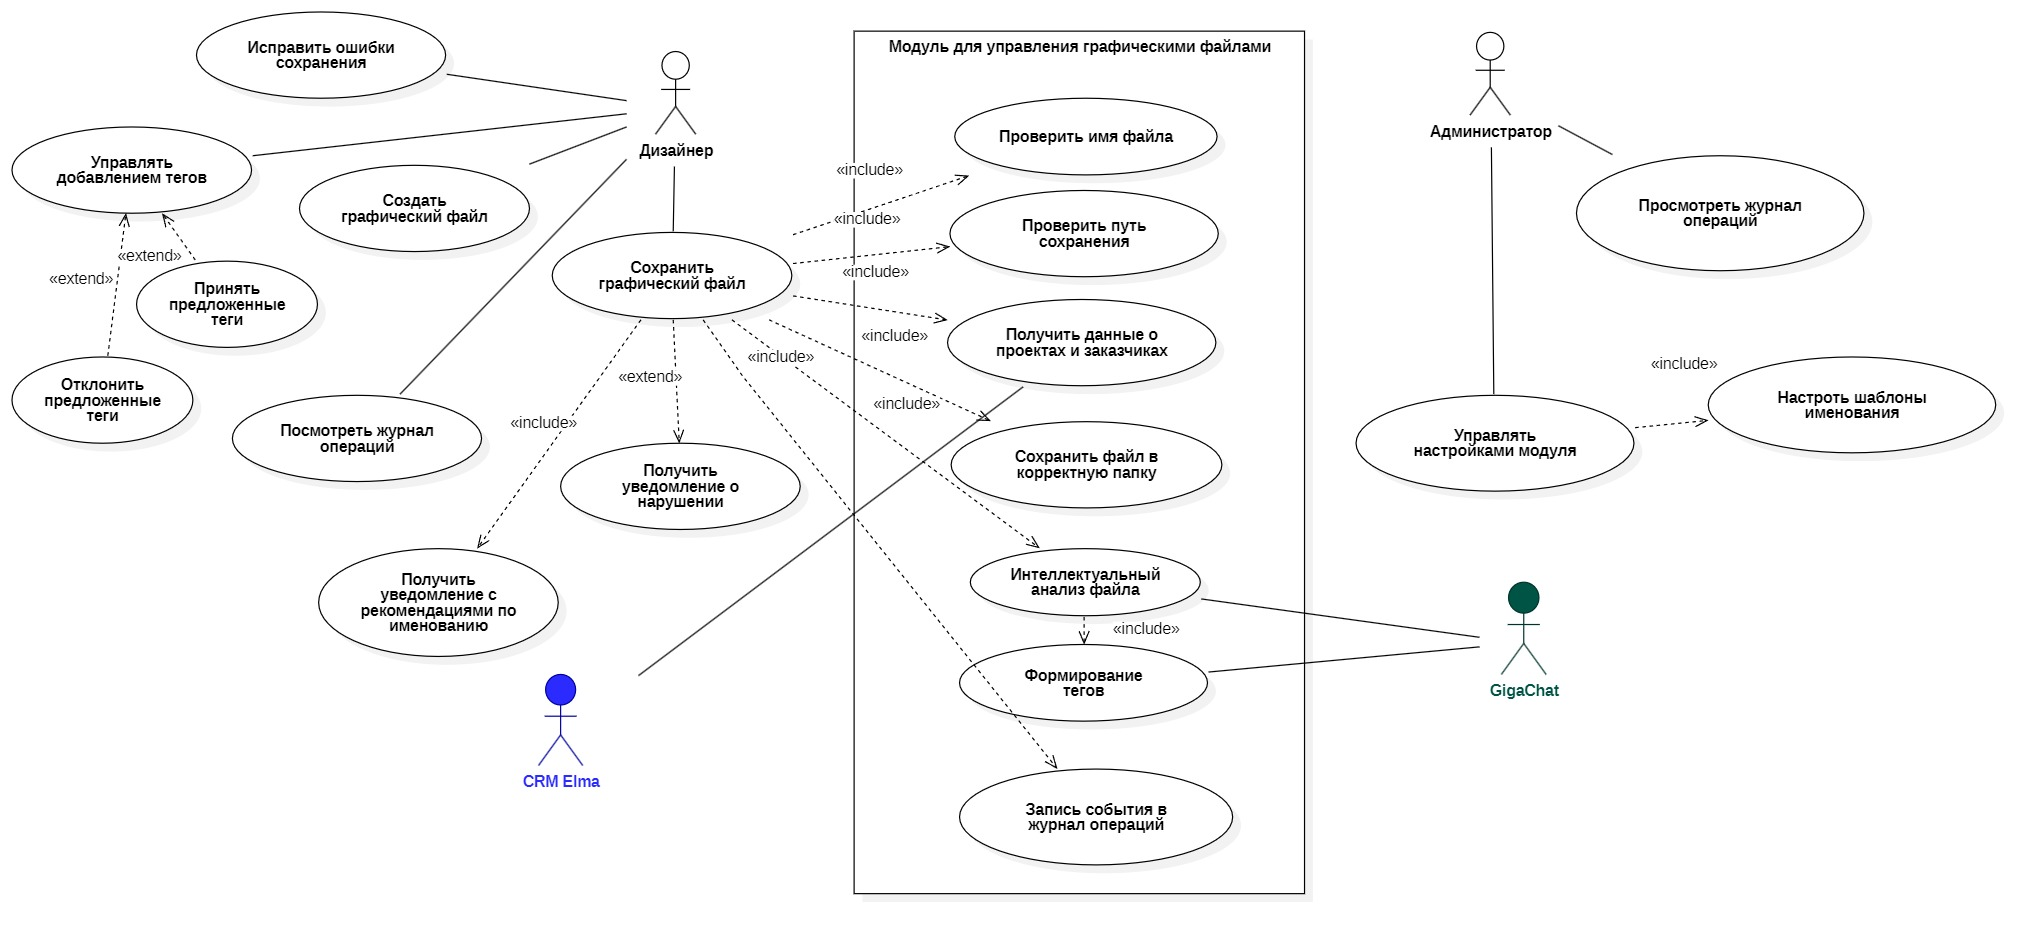 Исправить ошибки
сохранения
Управлять
добавлением тегов
Создать
графический файл
Дизайнер
«extend»
«extend»
Принять
предложенные
теги
Отклонить
предложенные
теги
Посмотреть журнал
операций
Сохранить
графический файл
«include»
«extend»
«include»
Получить
уведомление о
нарушении
Получить
уведомление с
рекомендациями по
именованию
CRM Elma
Модуль для управления графическими файлами
«include»
«include»
«include»
«include»
«include»
Проверить имя файла
Проверить путь
сохранения
Получить данные о
проектах и заказчиках
Сохранить файл в
корректную папку
Интеллектуальный
анализ файла
«include»
Формирование
тегов
Запись события в
журнал операций
Администратор
Просмотреть журнал
операций
Управлять
настройками модуля
«include»
Настроть шаблоны
именования
GigaChat